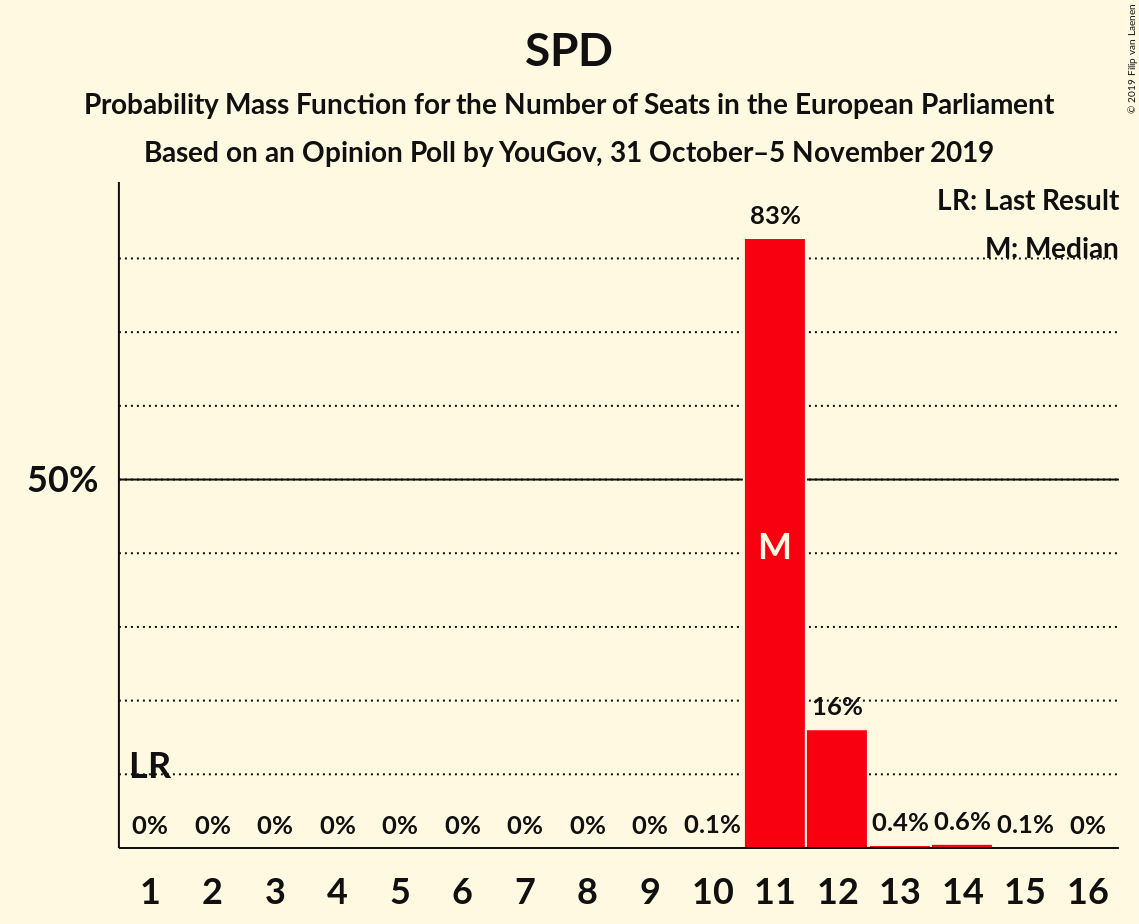 SPD
Probability Mass Function for the Number of Seats in the European Parliament
Based on an Opinion Poll by YouGov, 31 October–5 November 2019
© 2019 Filip van Laenen
LR: Last Result
M: Median
83%
50%
M
16%
LR
0% 0% 0% 0% 0% 0% 0% 0% 0% 0.1% 0.4% 0.6% 0.1% 0%
1 2 3 4 5 6 7 8 9 10 11 12 13 14 15 16